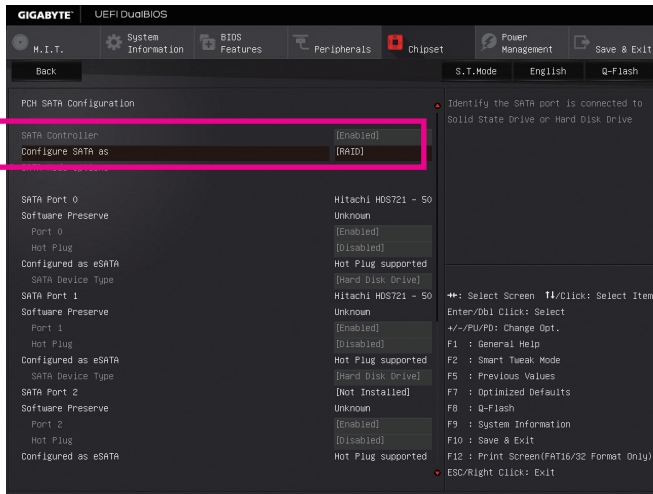 GIGABYTE™ UEFI DualBIOS
M.I.T. System Information BIOS Features Peripherals Chipset Power Management Save & Exit
Back S.T.Mode English Q-Flash
PCH SATA Configuration
Identify the SATA port is connected to
Solid State Drive or Hard Disk Drive
SATA Controller [Enabled]
Configure SATA as [RAID]
SATA Port 0 Hitachi HDS721 - 50
Software Preserve Unknown
Port 0 [Enabled]
Hot Plug [Disabled]
Configured as eSATA Hot Plug supported
SATA Device Type [Hard Disk Drive]
SATA Port 1 Hitachi HDS721 - 50
Software Preserve Unknown
Port 1 [Enabled]
Hot Plug [Disabled]
Configured as eSATA Hot Plug supported
SATA Device Type [Hard Disk Drive]
SATA Port 2 [Not Installed]
Software Preserve Unknown
Port 2 [Enabled]
Hot Plug [Disabled]
Configured as eSATA Hot Plug supported
→←: Select Screen ↑↓/Click: Select Item
Enter/Dbl Click: Select
+/-/PU/PD: Change Opt.
F1 : General Help
F2 : Smart Tweak Mode
F5 : Previous Values
F7 : Optimized Defaults
F8 : Q-Flash
F9 : System Information
F10 : Save & Exit
F12 : Print Screen(FAT16/32 Format Only)
ESC/Right Click: Exit